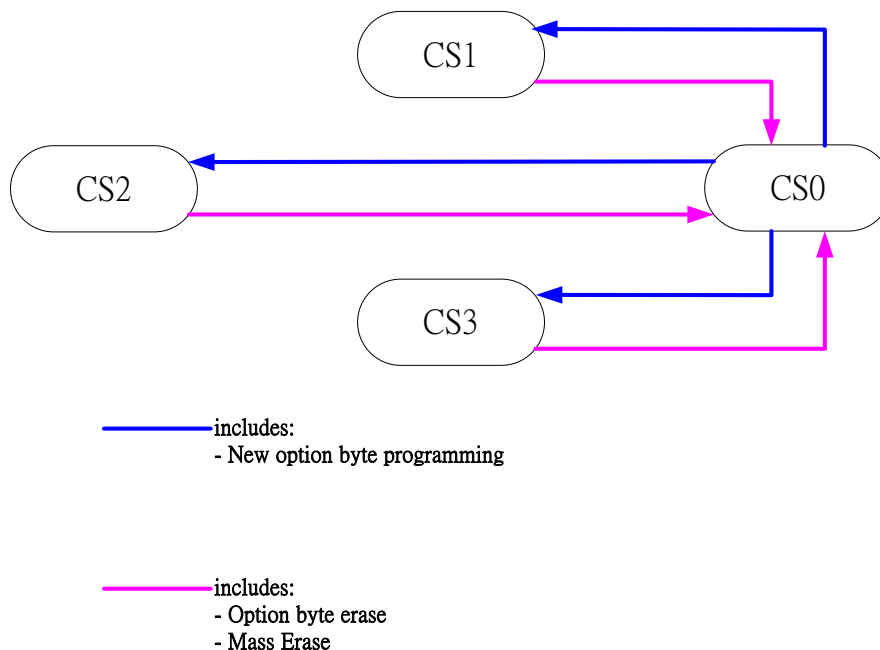 CS1
CS2
CS0
CS3
includes:
- New option byte programming
includes:
- Option byte erase
- Mass Erase